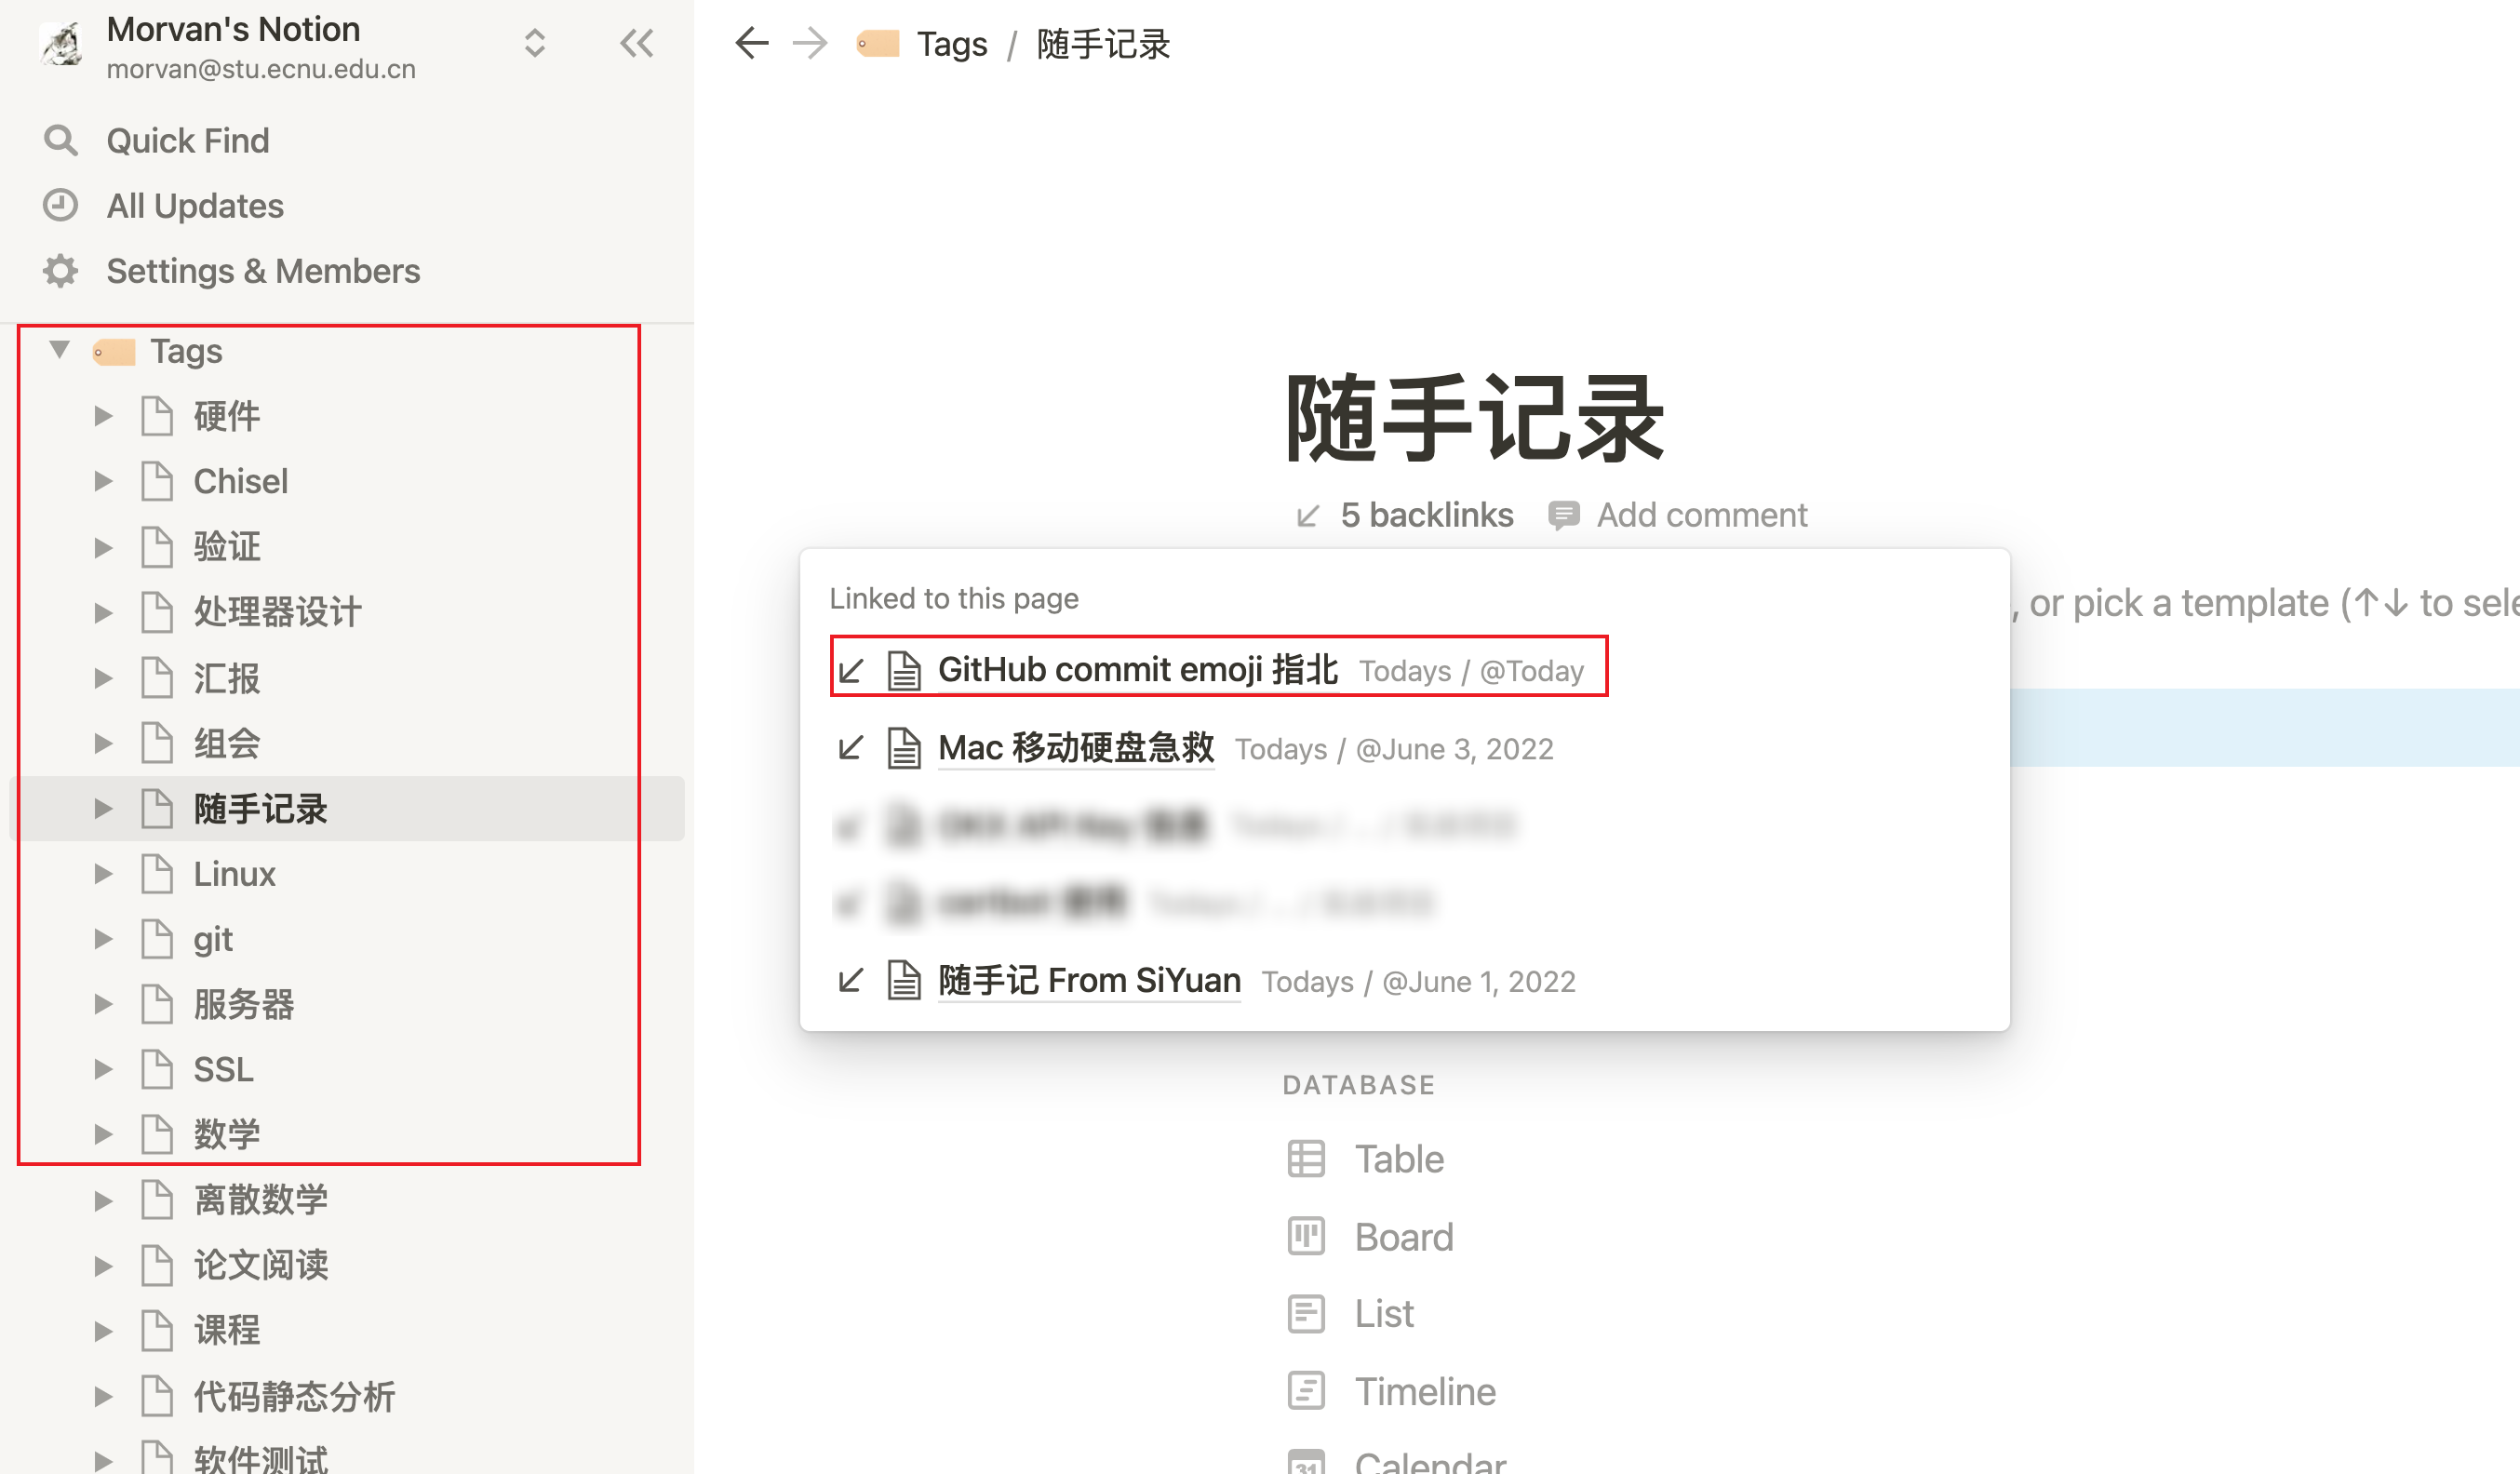 Morvan's Notion
morvan@stu.ecnu.edu.cn
Quick Find
All Updates
Settings & Members
Tags
硬件
Chisel
验证
处理器设计
汇报
组会
随手记录
Linux
git
服务器
SSL
数学
离散数学
论文阅读
课程
代码静态分析
软件测试
Tags / 随手记录
随手记录
5 backlinks Add comment
, or pick a template (↑↓ to sele
Linked to this page
GitHub commit emoji 指北 Todays / @Today
Mac 移动硬盘急救 Todays / @June 3, 2022
随手记 From SiYuan Todays / @June 1, 2022
DATABASE
Table
Board
List
Timeline
31 Calendar